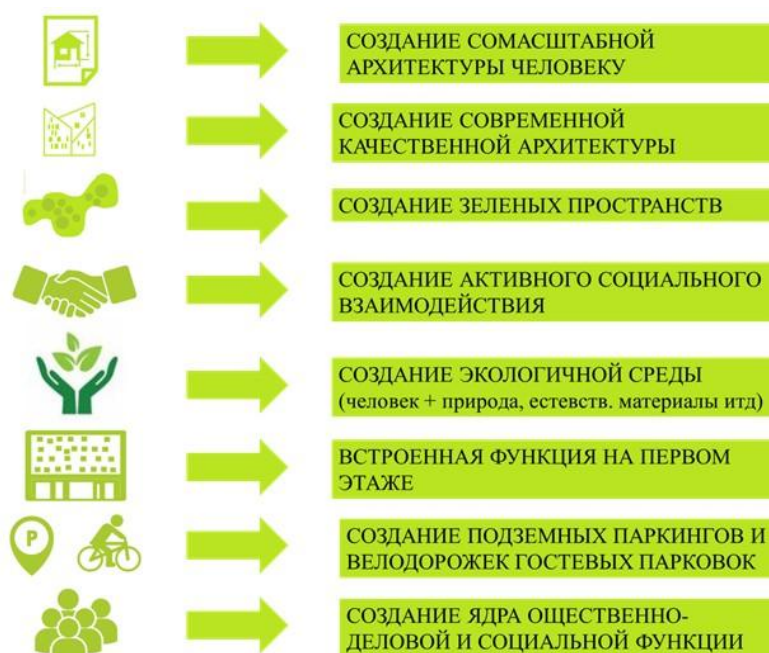 СОЗДАНИЕ СОМАСШТАБНОЙ
АРХИТЕКТУРЫ ЧЕЛОВЕКУ
СОЗДАНИЕ СОВРЕМЕННОЙ
КАЧЕСТВЕННОЙ АРХИТЕКТУРЫ
СОЗДАНИЕ ЗЕЛЕНЫХ ПРОСТРАНСТВ
СОЗДАНИЕ АКТИВНОГО СОЦИАЛЬНОГО
ВЗАИМОДЕЙСТВИЯ
СОЗДАНИЕ ЭКОЛОГИЧНОЙ СРЕДЫ
(человек + природа, естевств. материалы итд)
ВСТРОЕННАЯ ФУНКЦИЯ НА ПЕРВОМ
ЭТАЖЕ
P
СОЗДАНИЕ ПОДЗЕМНЫХ ПАРКИНГОВ И
ВЕЛОДОРОЖЕК ГОСТЕВЫХ ПАРКОВОК
СОЗДАНИЕ ЯДРА ОЩЕСТВЕННО-
ДЕЛОВОЙ И СОЦИАЛЬНОЙ ФУНКЦИИ